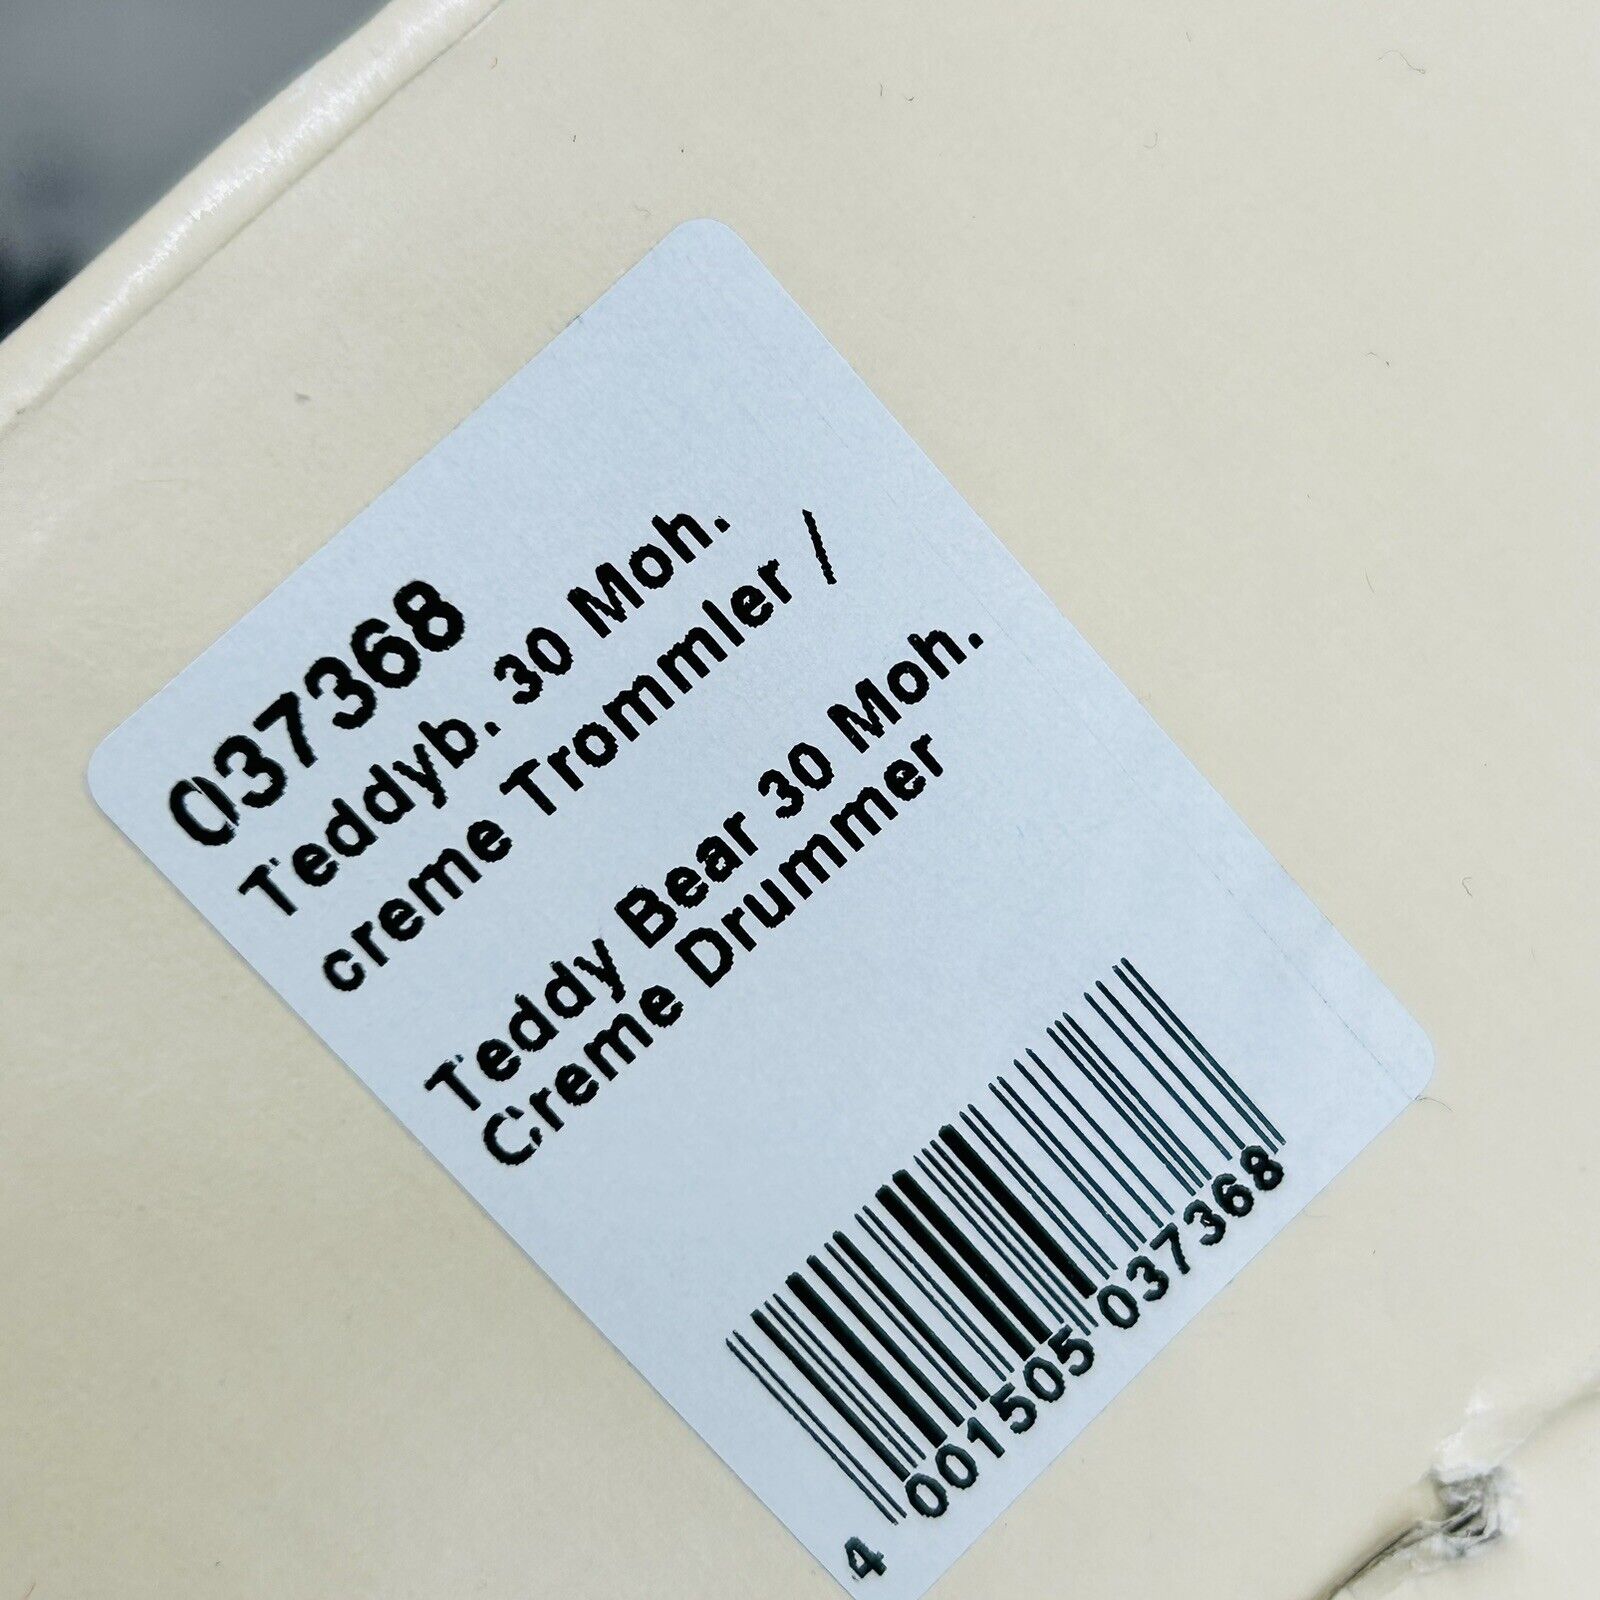 037368
Teddyb. 30 Moh.
creme Trommler /
Teddy Bear 30 Moh.
Creme Drummer
4 001505 037368